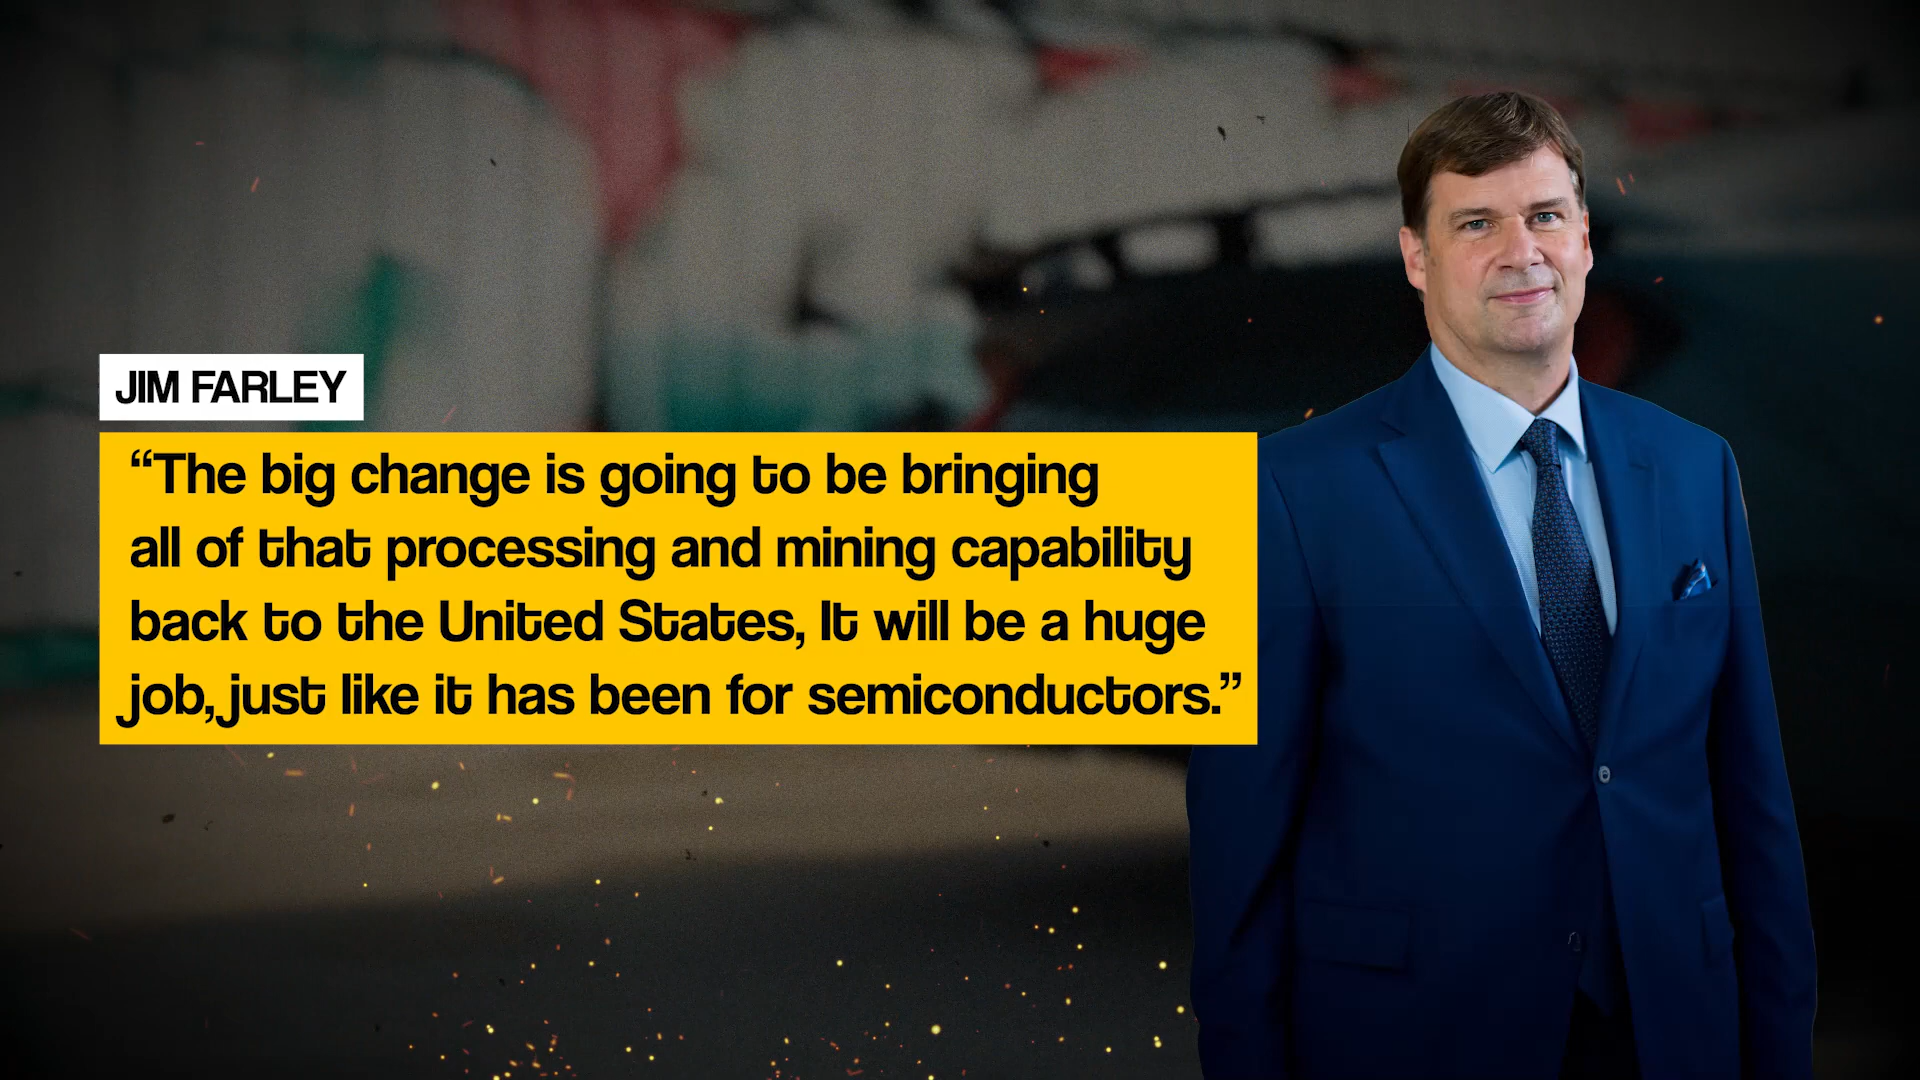 JIM FARLEY
“The big change is going to be bringing
all of that processing and mining capability
back to the United States, It will be a huge
job, just like it has been for semiconductors.”